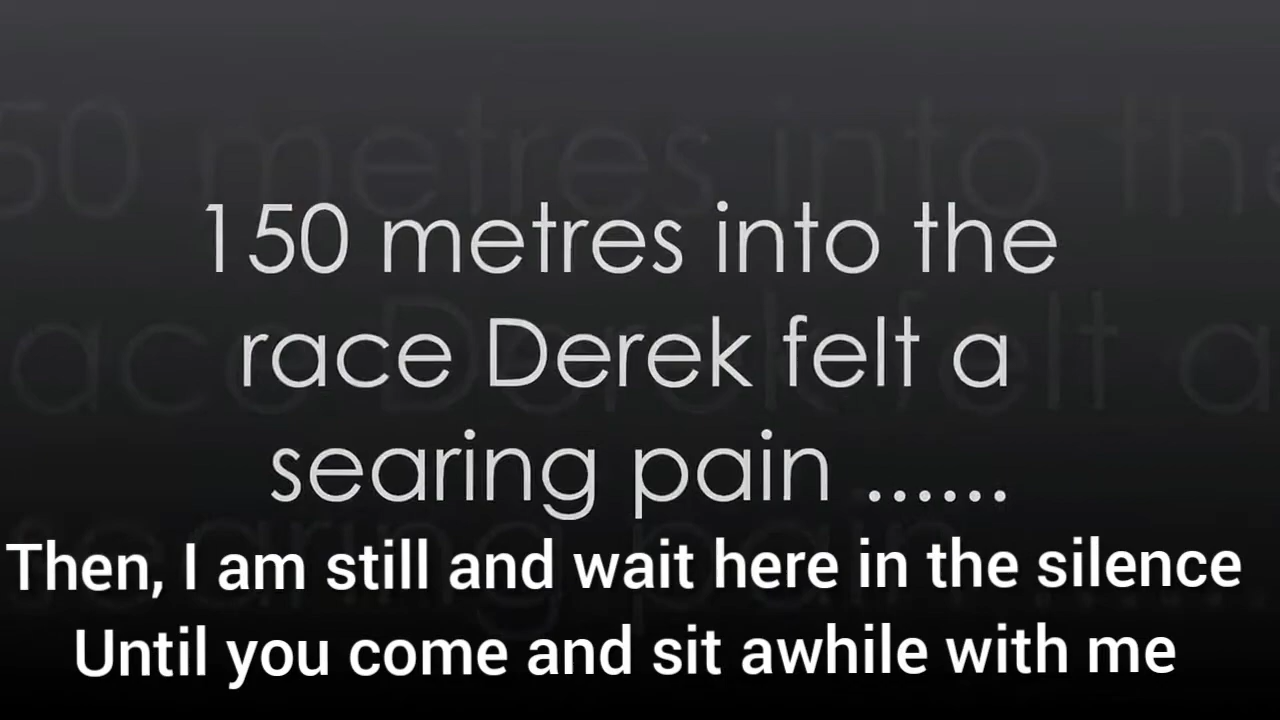 150 metres into the
race Derek felt a
searing pain ......
Then, I am still and wait here in the silence
Until you come and sit awhile with me